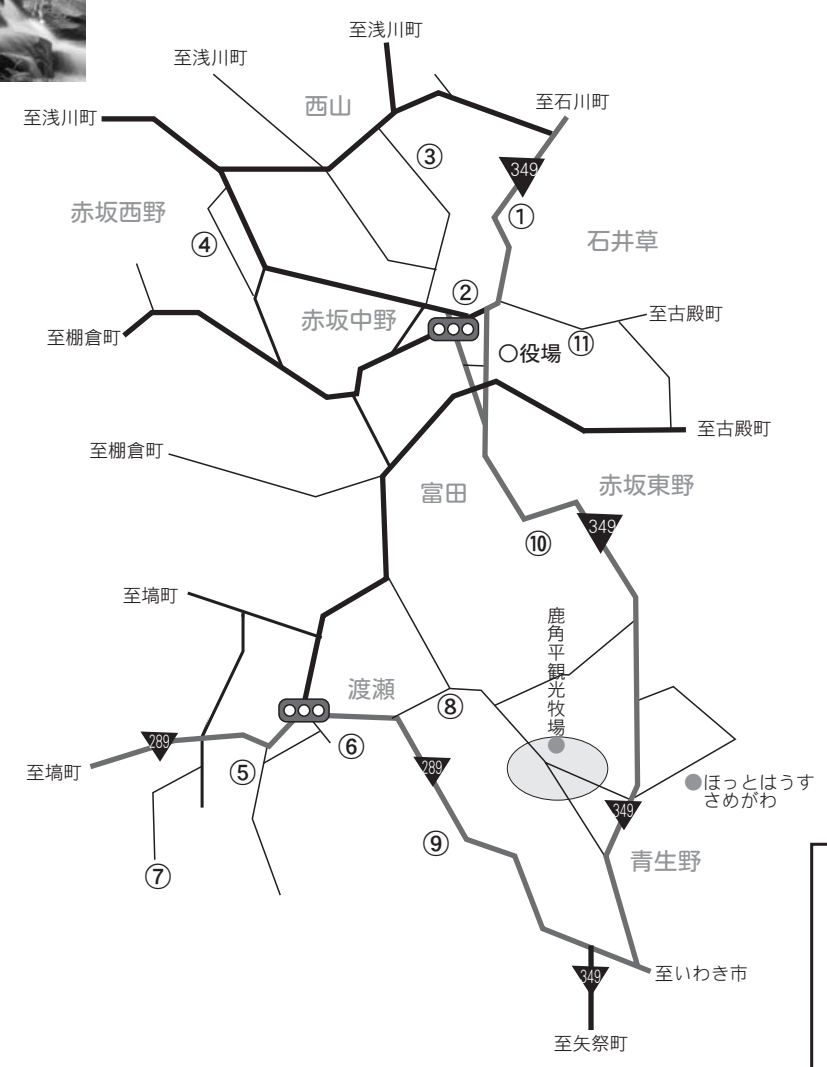 至浅川町
至浅川町
至石川町
至浅川町
西山
③
349
①
赤坂西野
④
石井草
②
赤坂中野
至古殿町
至棚倉町
○役場
⑪
至古殿町
至棚倉町
富田
赤坂東野
349
⑩
至塙町
鹿角平観光牧場
渡瀬
⑧
289
⑥
至塙町
⑤
289
ほっとはうす
さめがわ
349
⑨
青生野
⑦
至いわき市
349
至矢祭町